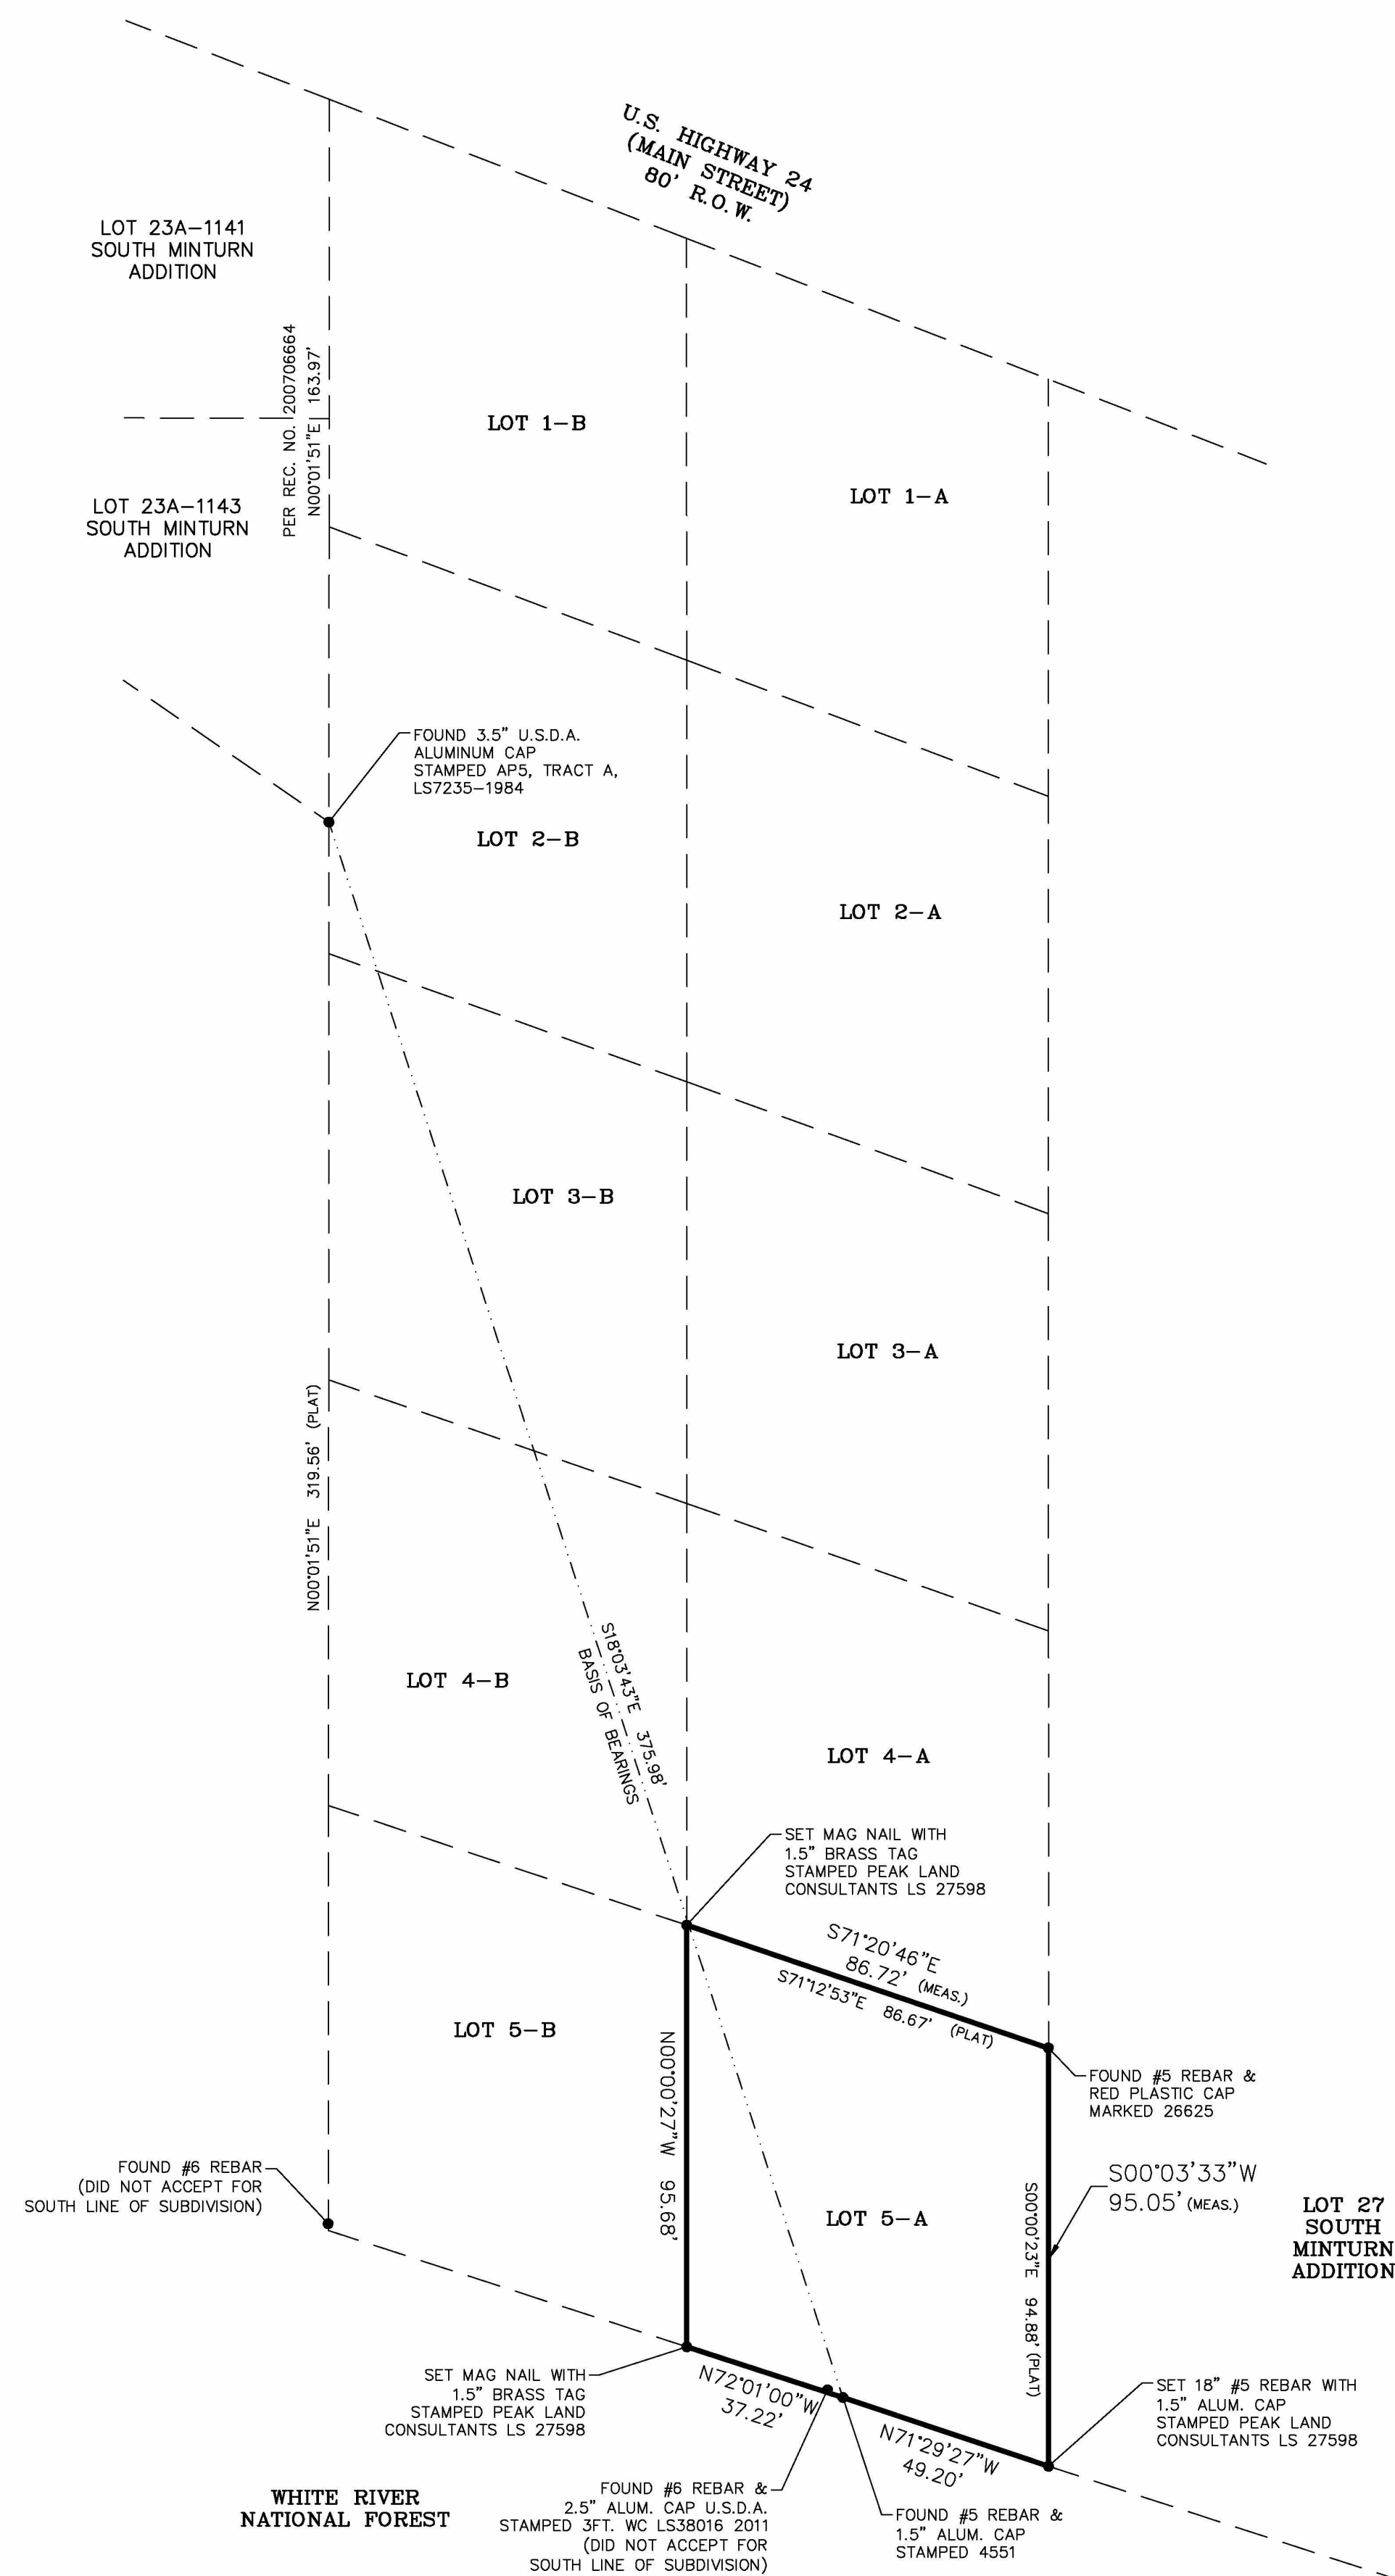 U.S. HIGHWAY 24
(MAIN STREET)
80' R.O.W.
LOT 23A-1141
SOUTH MINTURN
ADDITION
PER REC. NO. 200706664
N00°01'51"E 163.97'
LOT 1-B
LOT 1-A
LOT 23A-1143
SOUTH MINTURN
ADDITION
FOUND 3.5" U.S.D.A.
ALUMINUM CAP
STAMPED AP5, TRACT A,
LS7235-1984
LOT 2-B
LOT 2-A
LOT 3-B
LOT 3-A
N00°01'51"E 319.56' (PLAT)
S18°03'43"E 375.98'
BASIS OF BEARINGS
LOT 4-B
LOT 4-A
SET MAG NAIL WITH
1.5" BRASS TAG
STAMPED PEAK LAND
CONSULTANTS LS 27598
S71°20'46"E
86.72' (MEAS.)
S71°12'53"E 86.67' (PLAT)
LOT 5-B
N00°00'27"W 95.68'
FOUND #5 REBAR &
RED PLASTIC CAP
MARKED 26625
FOUND #6 REBAR
(DID NOT ACCEPT FOR
SOUTH LINE OF SUBDIVISION)
S00°03'33"W
95.05' (MEAS.)
LOT 5-A
S00°00'23"E 94.88' (PLAT)
LOT 27
SOUTH
MINTURN
ADDITION
SET MAG NAIL WITH
1.5" BRASS TAG
STAMPED PEAK LAND
CONSULTANTS LS 27598
N72°01'00"W
37.22'
N71°29'27"W
49.20'
SET 18" #5 REBAR WITH
1.5" ALUM. CAP
STAMPED PEAK LAND
CONSULTANTS LS 27598
WHITE RIVER
NATIONAL FOREST
FOUND #6 REBAR &
2.5" ALUM. CAP U.S.D.A.
STAMPED 3FT. WC LS38016 2011
(DID NOT ACCEPT FOR
SOUTH LINE OF SUBDIVISION)
FOUND #5 REBAR &
1.5" ALUM. CAP
STAMPED 4551